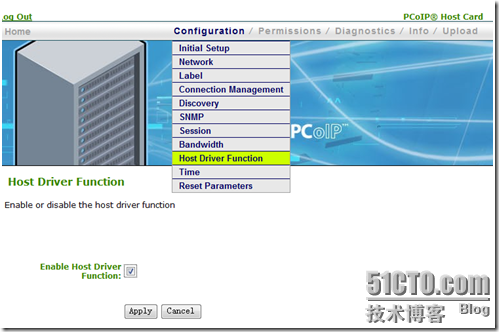 og Out
PCoIP® Host Card
Home
Configuration / Permissions / Diagnostics / Info / Upload
Initial Setup
Network
Label
Connection Management
Discovery
SNMP
Session
Bandwidth
Host Driver Function
Time
Reset Parameters
PCoIP™
Host Driver Function
Enable or disable the host driver function
Enable Host Driver
Function:
Apply Cancel
51CTO.com
技术博客 Blog